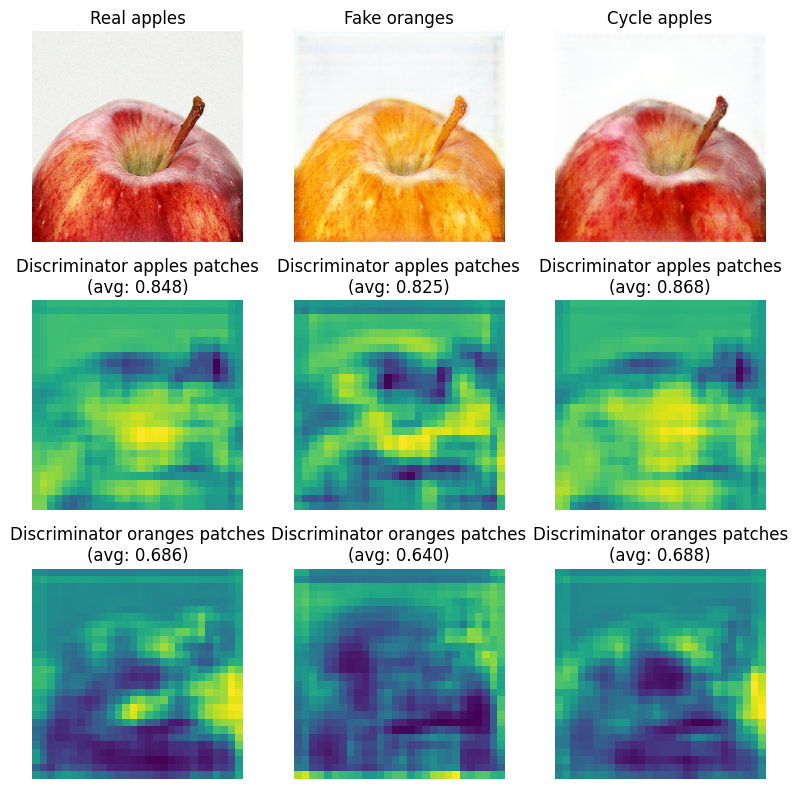 Real apples
Fake oranges
Cycle apples
Discriminator apples patches
(avg: 0.848)
Discriminator apples patches
(avg: 0.825)
Discriminator apples patches
(avg: 0.868)
Discriminator oranges patches
(avg: 0.686)
Discriminator oranges patches
(avg: 0.640)
Discriminator oranges patches
(avg: 0.688)